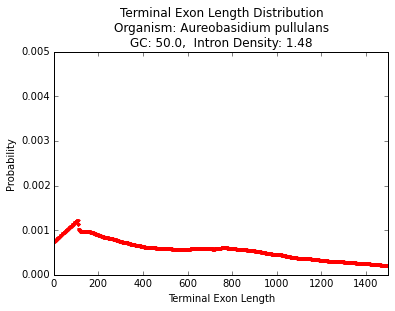 Terminal Exon Length Distribution
Organism: Aureobasidium pullulans
GC: 50.0,  Intron Density: 1.48
0.005
0.004
0.003
0.002
0.001
0.000
Probability
0
200
400
600
800
1000
1200
1400
Terminal Exon Length